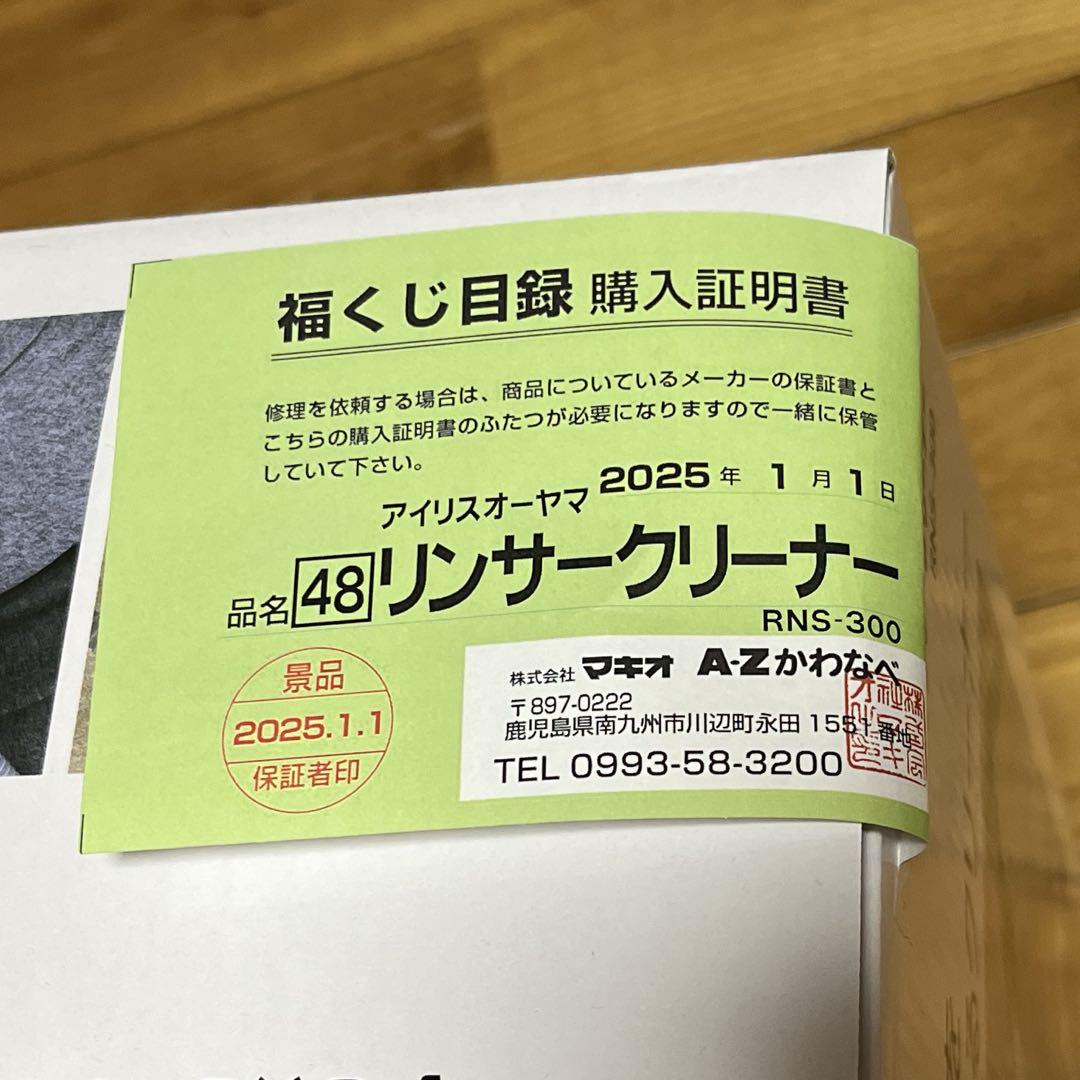 福くじ目録 購入証明書
修理を依頼する場合は、商品についているメーカーの保証書と
こちらの購入証明書のふたつが必要になりますので一緒に保管
していて下さい。
2025 年 1 月 1 日
アイリスオーヤマ
品名 48 リンサークリーナー
RNS-300
景品
2025.1.1
保証者印
株式会社 マキオ A-Zかわなべ
〒897-0222
鹿児島県南九州市川辺町永田 1551番地
TEL 0993-58-3200